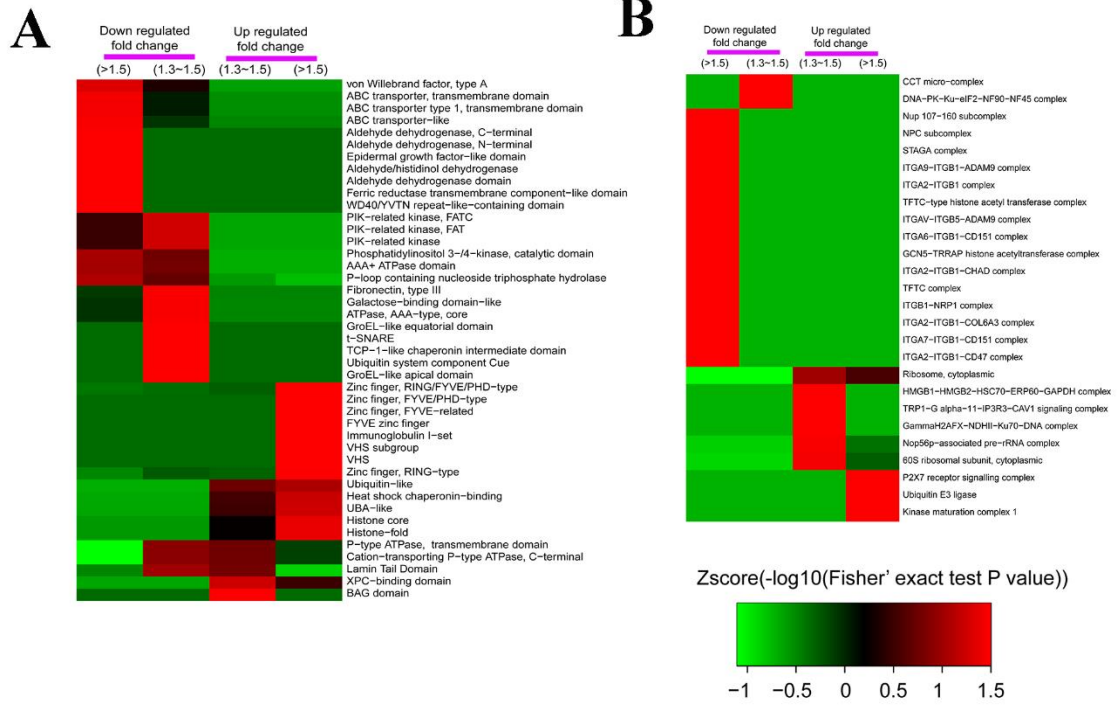 A
Down regulated
fold change
Up regulated
fold change
(>1.5)
(1.3~1.5)
(1.3~1.5)
(>1.5)
von Willebrand factor, type A
ABC transporter, transmembrane domain
ABC transporter type 1, transmembrane domain
ABC transporter-like
Aldehyde dehydrogenase, C-terminal
Aldehyde dehydrogenase, N-terminal
Epidermal growth factor-like domain
Aldehyde/histidinol dehydrogenase
Aldehyde dehydrogenase domain
Ferric reductase transmembrane component-like domain
WD40/YVTN repeat-like-containing domain
PIK-related kinase, FATC
PIK-related kinase, FAT
PIK-related kinase
Phosphatidylinositol 3-/4-kinase, catalytic domain
AAA+ ATPase domain
P-loop containing nucleoside triphosphate hydrolase
Fibronectin, type III
Galactose-binding domain-like
ATPase, AAA-type, core
GroEL-like equatorial domain
t-SNARE
TCP-1-like chaperonin intermediate domain
Ubiquitin system component Cue
GroEL-like apical domain
Zinc finger, RING/FYVE/PHD-type
Zinc finger, FYVE/PHD-type
Zinc finger, FYVE-related
FYVE zinc finger
Immunoglobulin I-set
VHS subgroup
VHS
Zinc finger, RING-type
Ubiquitin-like
Heat shock chaperonin-binding
UBA-like
Histone core
Histone-fold
P-type ATPase, transmembrane domain
Cation-transporting P-type ATPase, C-terminal
Lamin Tail Domain
XPC-binding domain
BAG domain
B
Down regulated
fold change
Up regulated
fold change
(>1.5)
(1.3~1.5)
(1.3~1.5)
(>1.5)
CCT micro-complex
DNA-PK-Ku-eIF2-NF90-NF45 complex
Nup 107-160 subcomplex
NPC subcomplex
STAGA complex
ITGA9-ITGB1-ADAM9 complex
ITGA2-ITGB1 complex
TFTC-type histone acetyl transferase complex
ITGAV-ITGB5-ADAM9 complex
ITGA6-ITGB1-CD151 complex
GCN5-TRRAP histone acetyltransferase complex
ITGA2-ITGB1-CHAD complex
TFTC complex
ITGB1-NRP1 complex
ITGA2-ITGB1-COL6A3 complex
ITGA7-ITGB1-CD151 complex
ITGA2-ITGB1-CD47 complex
Ribosome, cytoplasmic
HMGB1-HMGB2-HSC70-ERP60-GAPDH complex
TRP1-G alpha-11-IP3R3-CAV1 signaling complex
GammaH2AFX-NDHII-Ku70-DNA complex
Nop56p-associated pre-rRNA complex
60S ribosomal subunit, cytoplasmic
P2X7 receptor signalling complex
Ubiquitin E3 ligase
Kinase maturation complex 1
Zscore(-log10(Fisher' exact test P value))
-1 -0.5 0 0.5 1 1.5